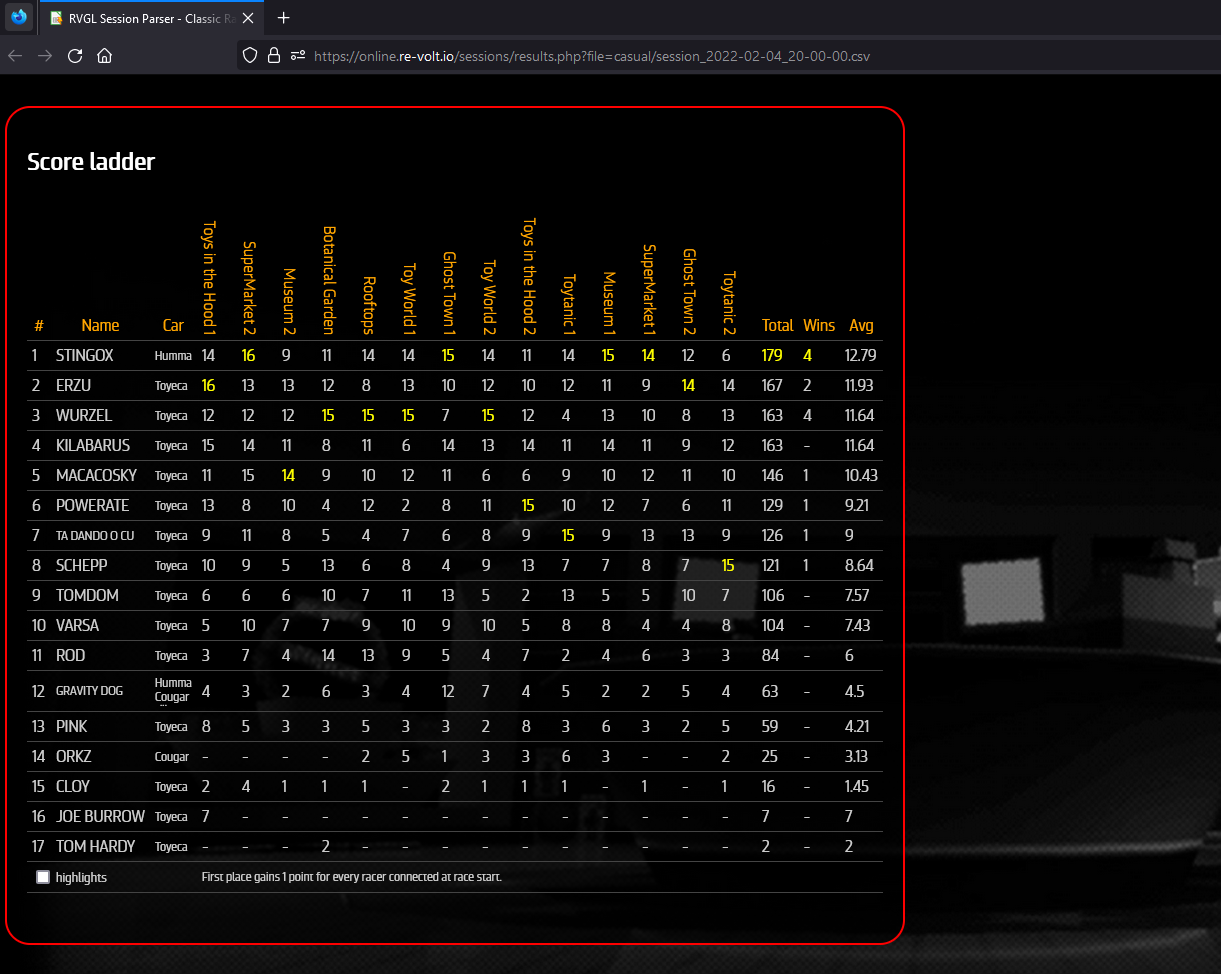 RVGL Session Parser - Classic Ra
https://online.re-volt.io/sessions/results.php?file=casual/session_2022-02-04_20-00-00.csv
Score ladder
# Name Car Toys in the Hood 1 SuperMarket 2 Museum 2 Botanical Garden Rooftops Toy World 1 Ghost Town 1 Toy World 2 Toys in the Hood 2 Toytanic 1 Museum 1 SuperMarket 1 Ghost Town 2 Toytanic 2 Total Wins Avg
1 STINGOX Humma 14 16 9 11 14 14 15 14 11 14 15 14 12 6 179 4 12.79
2 ERZU Toyeca 16 13 13 12 8 13 10 12 10 12 11 9 14 14 167 2 11.93
3 WURZEL Toyeca 12 12 12 15 15 15 7 15 12 4 13 10 8 13 163 4 11.64
4 KILABARUS Toyeca 15 14 11 8 11 6 14 13 14 11 14 11 9 12 163 - 11.64
5 MACACOSKY Toyeca 11 15 14 9 10 12 11 6 6 9 10 12 11 10 146 1 10.43
6 POWERATE Toyeca 13 8 10 4 12 2 8 11 15 10 12 7 6 11 129 1 9.21
7 TA DANDO O CU Toyeca 9 11 8 5 4 7 6 8 9 15 9 13 13 9 126 1 9
8 SCHEPP Toyeca 10 9 5 13 6 8 4 9 13 7 7 8 7 15 121 1 8.64
9 TOMDOM Toyeca 6 6 6 10 7 11 13 5 2 13 5 5 10 7 106 - 7.57
10 VARSA Toyeca 5 10 7 7 9 10 9 10 5 8 8 4 4 8 104 - 7.43
11 ROD Toyeca 3 7 4 14 13 9 5 4 7 2 4 6 3 3 84 - 6
12 GRAVITY DOG Humma Cougar ... 4 3 2 6 3 4 12 7 4 5 2 2 5 4 63 - 4.5
13 PINK Toyeca 8 5 3 3 5 3 3 2 8 3 6 3 2 5 59 - 4.21
14 ORKZ Cougar - - - - 2 5 1 3 3 6 3 - - 2 25 - 3.13
15 CLOY Toyeca 2 4 1 1 1 - 2 1 1 1 - 1 - 1 16 - 1.45
16 JOE BURROW Toyeca 7 - - - - - - - - - - - - - 7 - 7
17 TOM HARDY Toyeca - - - 2 - - - - - - - - - - 2 - 2
highlights First place gains 1 point for every racer connected at race start.